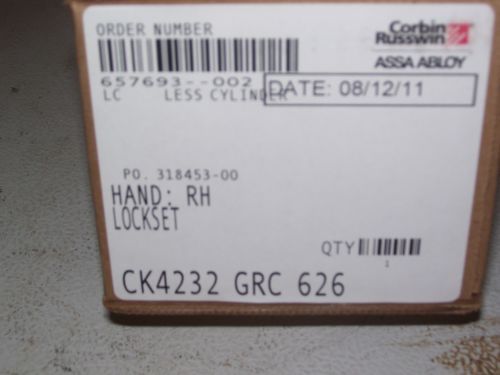 ORDER NUMBER
Corbin
Russwin
ASSA ABLOY
657693--002
LC LESS CYLINDER
DATE: 08/12/11
PO. 318453-00
HAND: RH
LOCKSET
QTY
1
CK4232 GRC 626